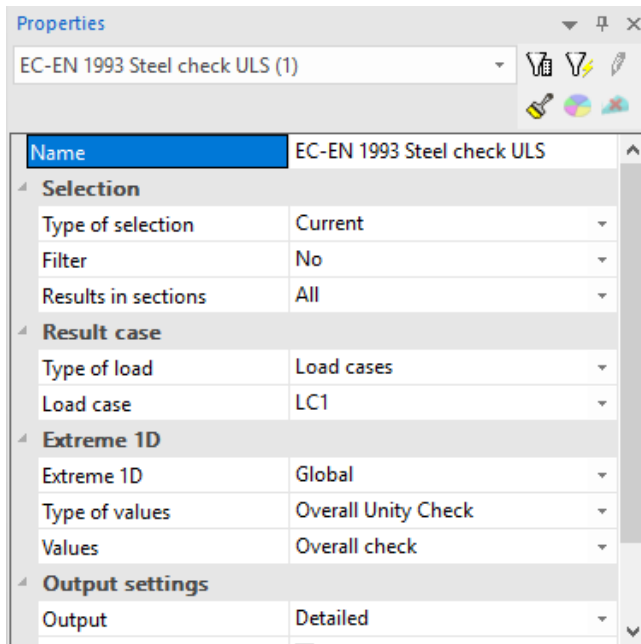 Properties
EC-EN 1993 Steel check ULS (1)
Name EC-EN 1993 Steel check ULS
Selection
Type of selection Current
Filter No
Results in sections All
Result case
Type of load Load cases
Load case LC1
Extreme 1D
Extreme 1D Global
Type of values Overall Unity Check
Values Overall check
Output settings
Output Detailed